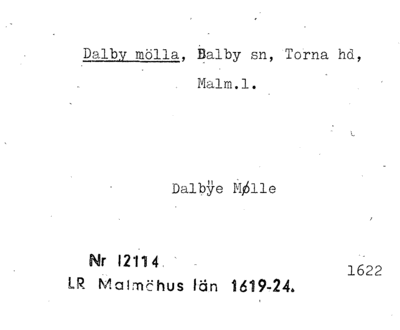 Dalby mölla, Dalby sn, Torna hd,
Malm.l.
Dalbÿe Mølle
Nr 12114
1622
LR Malmöhus län 1619-24.